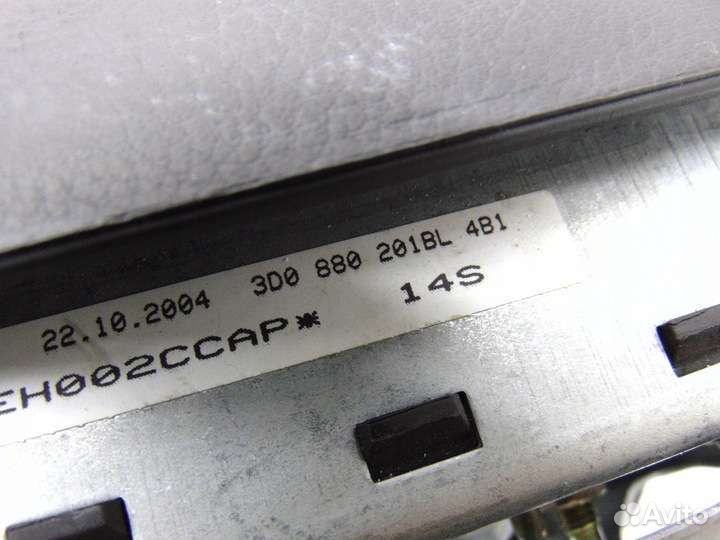 22.10.2004 3D0 880 201BL 4B1
EH002CCAP* 14S
Avito